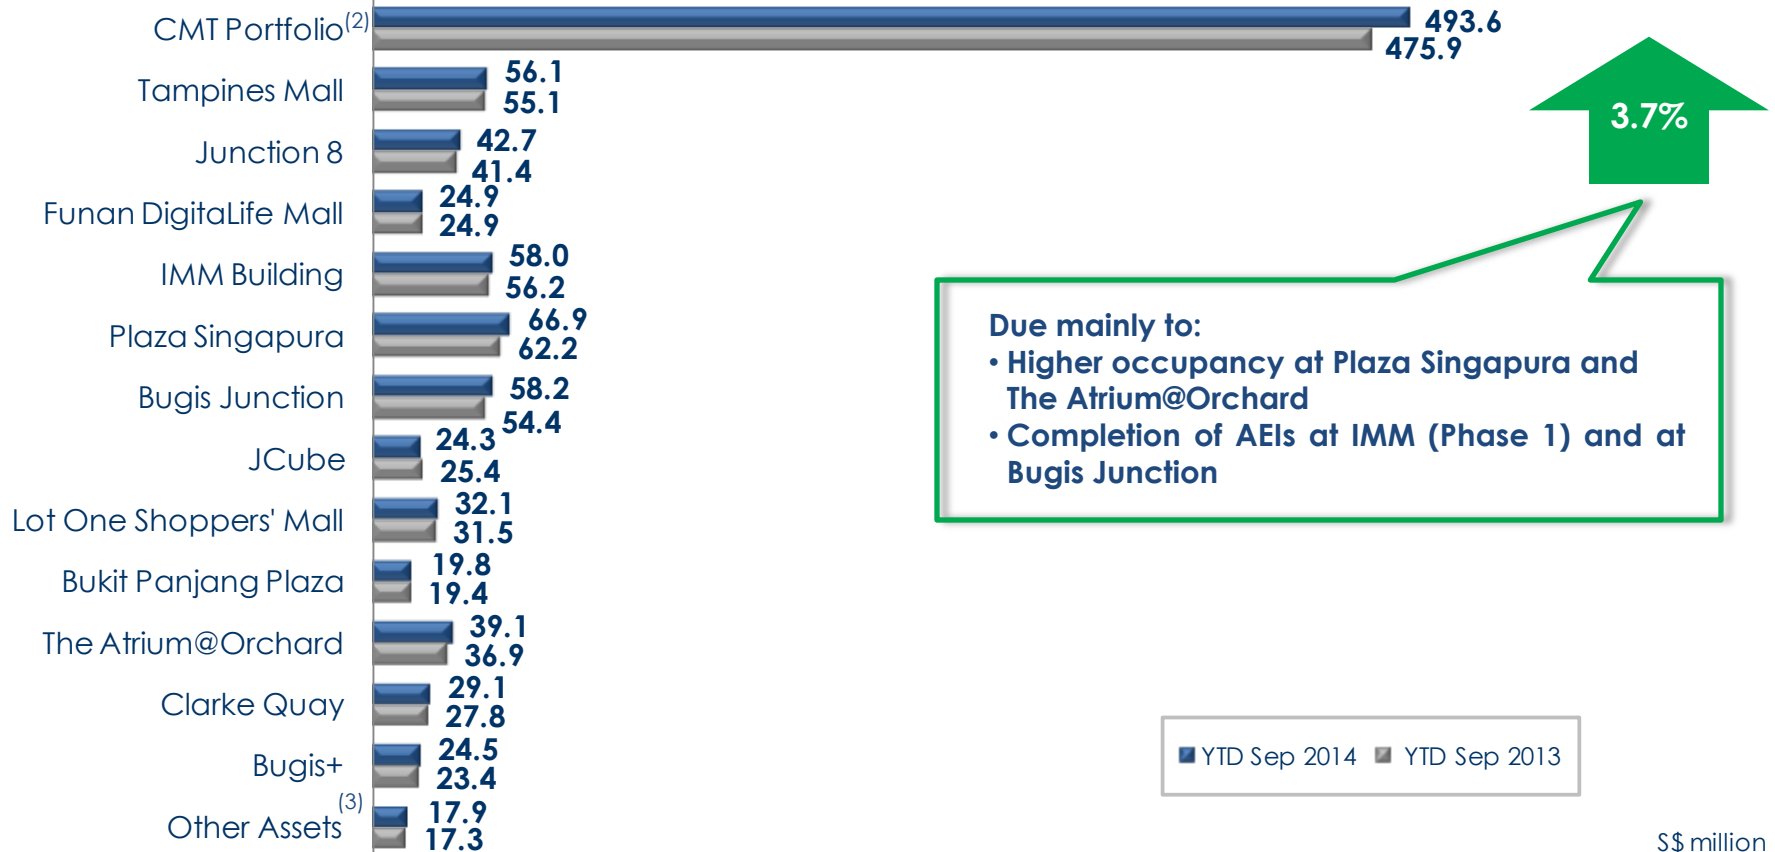 CMT Portfolio(2) 493.6
475.9
Tampines Mall 56.1
55.1
Junction 8 42.7
41.4
Funan DigitaLife Mall 24.9
24.9
IMM Building 58.0
56.2
Plaza Singapura 66.9
62.2
Bugis Junction 58.2
54.4
JCube 24.3
25.4
Lot One Shoppers' Mall 32.1
31.5
Bukit Panjang Plaza 19.8
19.4
The Atrium@Orchard 39.1
36.9
Clarke Quay 29.1
27.8
Bugis+ 24.5
23.4
Other Assets(3) 17.9
17.3
3.7%
Due mainly to:
• Higher occupancy at Plaza Singapura and
The Atrium@Orchard
• Completion of AEIs at IMM (Phase 1) and at
Bugis Junction
YTD Sep 2014 YTD Sep 2013
S$ million